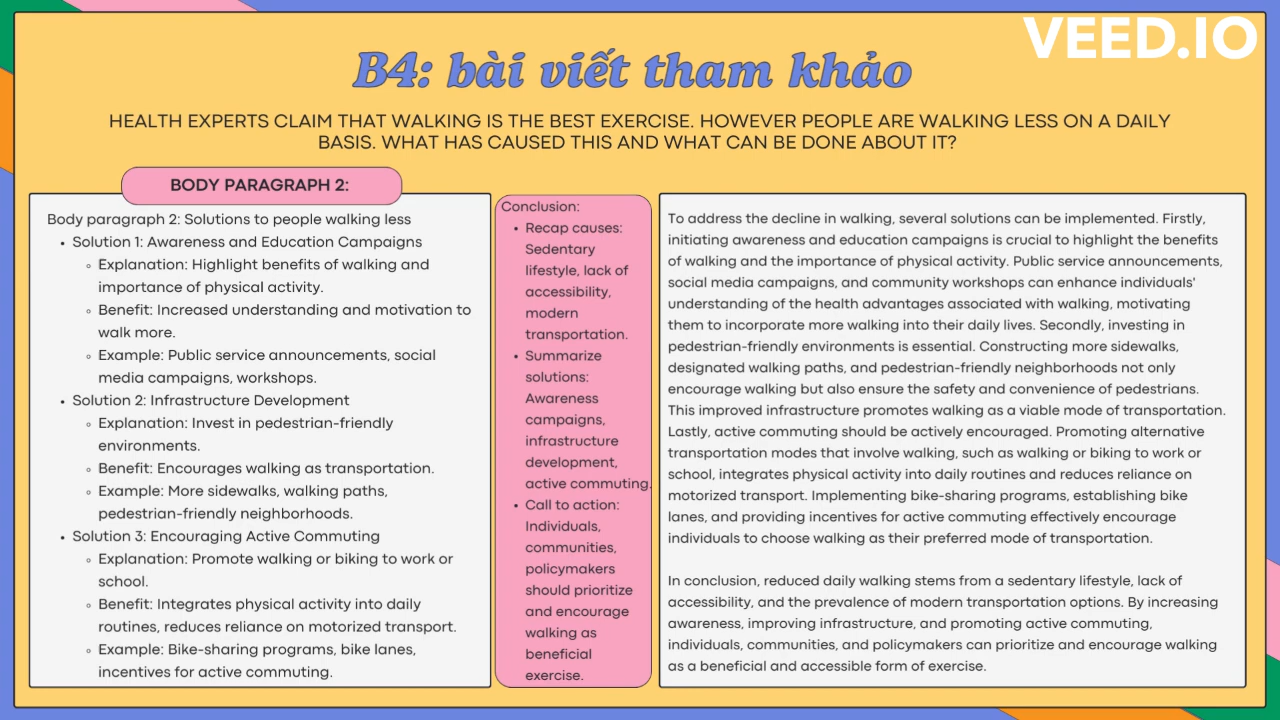 VEED.IO
B4: bài viết tham khảo
HEALTH EXPERTS CLAIM THAT WALKING IS THE BEST EXERCISE. HOWEVER PEOPLE ARE WALKING LESS ON A DAILY
BASIS. WHAT HAS CAUSED THIS AND WHAT CAN BE DONE ABOUT IT?
BODY PARAGRAPH 2:
Body paragraph 2: Solutions to people walking less
• Solution 1: Awareness and Education Campaigns
◦ Explanation: Highlight benefits of walking and
importance of physical activity.
◦ Benefit: Increased understanding and motivation to
walk more.
◦ Example: Public service announcements, social
media campaigns, workshops.
• Solution 2: Infrastructure Development
◦ Explanation: Invest in pedestrian-friendly
environments.
◦ Benefit: Encourages walking as transportation.
◦ Example: More sidewalks, walking paths,
pedestrian-friendly neighborhoods.
• Solution 3: Encouraging Active Commuting
◦ Explanation: Promote walking or biking to work or
school.
◦ Benefit: Integrates physical activity into daily
routines, reduces reliance on motorized transport.
◦ Example: Bike-sharing programs, bike lanes,
incentives for active commuting.
Conclusion:
• Recap causes:
Sedentary
lifestyle, lack of
accessibility,
modern
transportation.
• Summarize
solutions:
Awareness
campaigns,
infrastructure
development,
active commuting.
• Call to action:
Individuals,
communities,
policymakers
should prioritize
and encourage
walking as
beneficial
exercise.
To address the decline in walking, several solutions can be implemented. Firstly,
initiating awareness and education campaigns is crucial to highlight the benefits
of walking and the importance of physical activity. Public service announcements,
social media campaigns, and community workshops can enhance individuals'
understanding of the health advantages associated with walking, motivating
them to incorporate more walking into their daily lives. Secondly, investing in
pedestrian-friendly environments is essential. Constructing more sidewalks,
designated walking paths, and pedestrian-friendly neighborhoods not only
encourage walking but also ensure the safety and convenience of pedestrians.
This improved infrastructure promotes walking as a viable mode of transportation.
Lastly, active commuting should be actively encouraged. Promoting alternative
transportation modes that involve walking, such as walking or biking to work or
school, integrates physical activity into daily routines and reduces reliance on
motorized transport. Implementing bike-sharing programs, establishing bike
lanes, and providing incentives for active commuting effectively encourage
individuals to choose walking as their preferred mode of transportation.
In conclusion, reduced daily walking stems from a sedentary lifestyle, lack of
accessibility, and the prevalence of modern transportation options. By increasing
awareness, improving infrastructure, and promoting active commuting,
individuals, communities, and policymakers can prioritize and encourage walking
as a beneficial and accessible form of exercise.